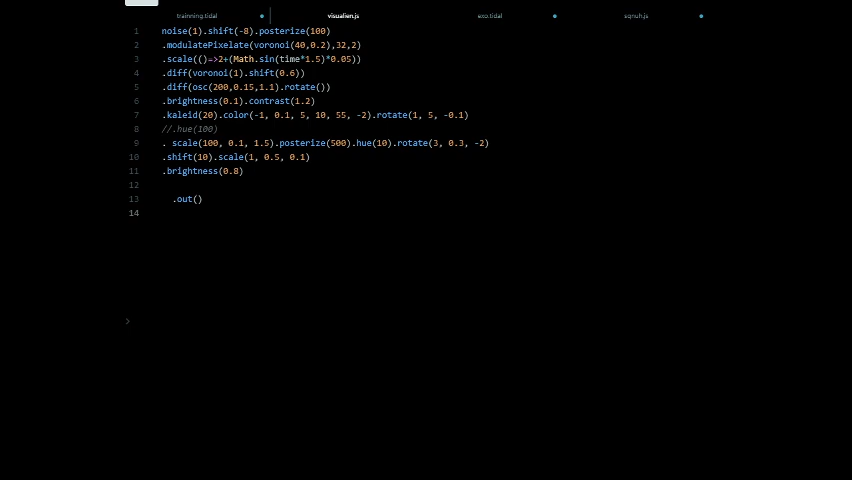 trainning.tidal visualien.js axo.tidal sqnuh.js
1 noise(1).shift(-8).posterize(100)
2 .modulatePixelate(voronoi(40,0.2),32,2)
3 .scale(()=>2+(Math.sin(time*1.5)*0.05))
4 .diff(voronoi(1).shift(0.6))
5 .diff(osc(200,0.15,1.1).rotate())
6 .brightness(0.1).contrast(1.2)
7 .kaleid(20).color(-1, 0.1, 5, 10, 55, -2).rotate(1, 5, -0.1)
8 //.hue(100)
9 . scale(100, 0.1, 1.5).posterize(500).hue(10).rotate(3, 0.3, -2)
10 .shift(10).scale(1, 0.5, 0.1)
11 .brightness(0.8)
12
13 .out()
14
>